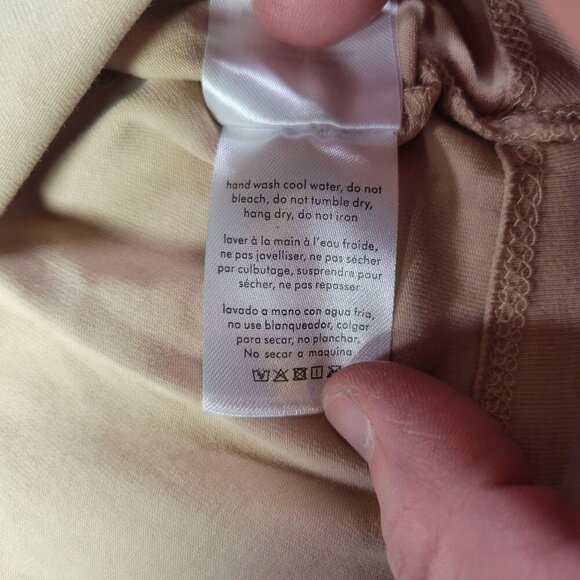 hand wash cool water, do not
bleach, do not tumble dry,
hang dry, do not iron
laver à la main à l'eau froide,
ne pas javelliser, ne pas sécher
par culbutage, susprendre pour
sécher, ne pas repasser
lavado a mano con agua fria,
no use blanqueador, colgar
para secar, no planchar.
No secar a maquina